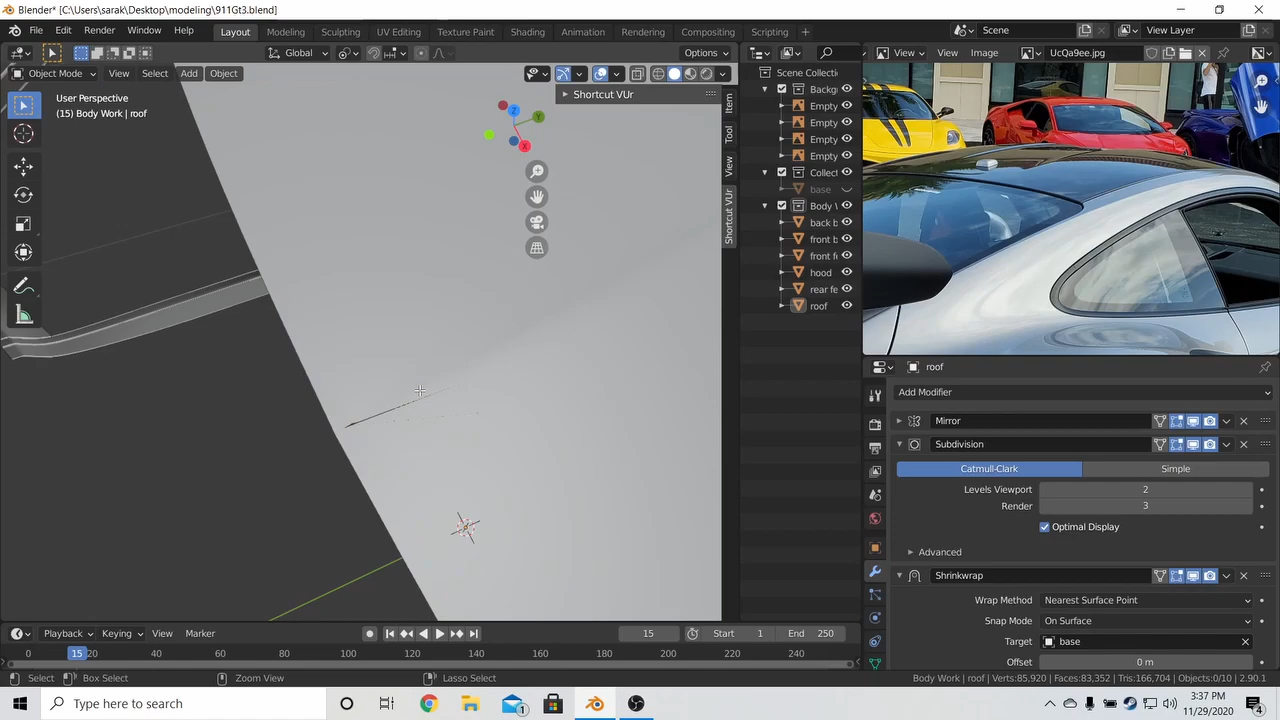 Blender* [C:\Users\sarak\Desktop\modeling\911Gt3.blend]
File Edit Render Window Help
Layout Modeling Sculpting UV Editing Texture Paint Shading Animation Rendering Compositing Scripting +
Scene
View Layer
Global
Options
View Image
UcQa9ee.jpg
Object Mode View Select Add Object
User Perspective
(15) Body Work | roof
Shortcut VUr
Item
Tool
View
Shortcut VUr
Z
Y
X
Scene Collecti
Backg
Empty
Empty
Empty
Empty
Collect
base
Body V
back b
front b
front fe
hood
rear fe
roof
roof
Add Modifier
Mirror
Subdivision
Catmull-Clark Simple
Levels Viewport 2
Render 3
Optimal Display
Advanced
Shrinkwrap
Wrap Method Nearest Surface Point
Snap Mode On Surface
Target base
Offset 0 m
Playback Keying View Marker
15
Start 1 End 250
0 15 20 40 60 80 100 120 140 160 180 200 220 240
Select Box Select Zoom View Lasso Select
Body Work | roof | Verts:85,920 | Faces:83,352 | Tris:166,704 | Objects:0/10 | 2.90.1
Type here to search
1
3:37 PM
11/29/2020
4